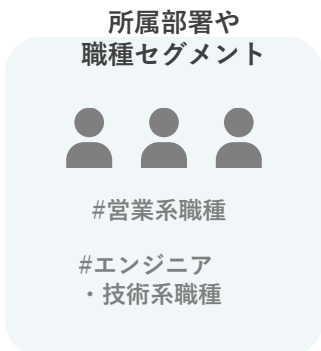 所属部署や
職種セグメント
#営業系職種
#エンジニア
・技術系職種